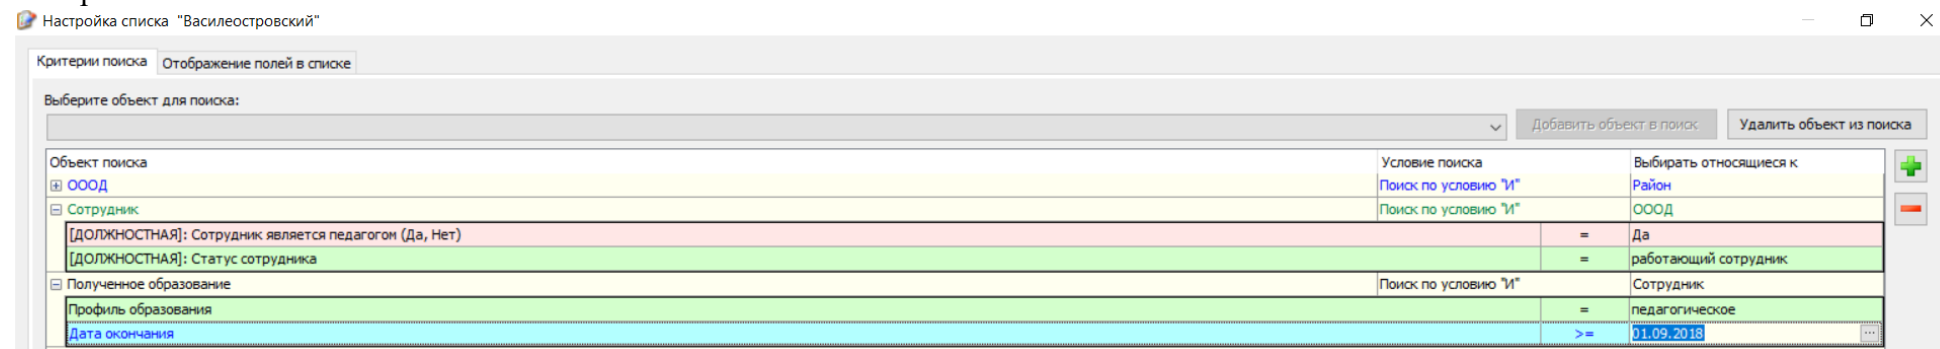 Настройка списка "Василеостровский"
Критерии поиска Отображение полей в списке
Выберите объект для поиска:
Добавить объект в поиск Удалить объект из поиска
Объект поиска Условие поиска Выбирать относящиеся к
ОООД Поиск по условию "И" Район
Сотрудник Поиск по условию "И" ОООД
[ДОЛЖНОСТНАЯ]: Сотрудник является педагогом (Да, Нет) = Да
[ДОЛЖНОСТНАЯ]: Статус сотрудника = работающий сотрудник
Полученное образование Поиск по условию "И" Сотрудник
Профиль образования = педагогическое
Дата окончания >= 01.09.2018 ...